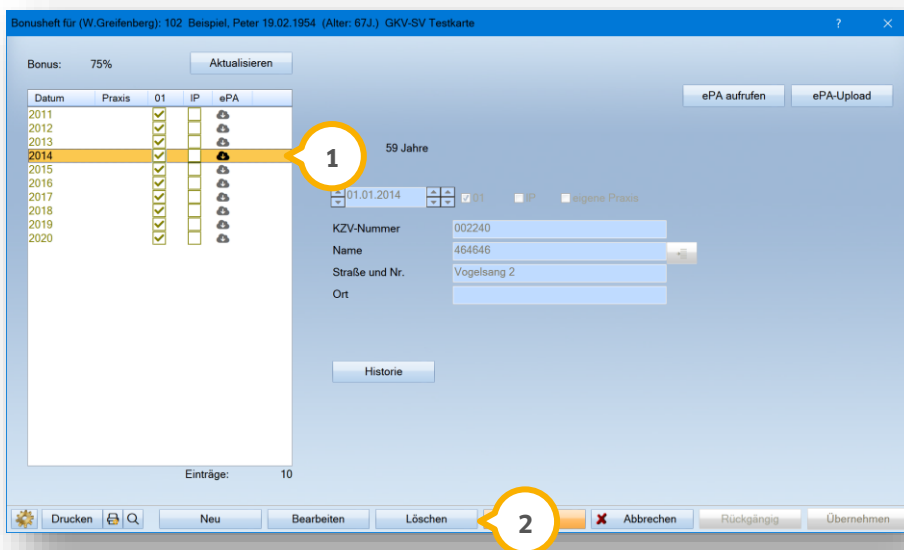 Bonusheft für (W.Greifenberg): 102 Beispiel, Peter 19.02.1954 (Alter: 67J.) GKV-SV Testkarte ?
Bonus: 75% Aktualisieren
ePA aufrufen ePA-Upload
Datum Praxis 01 IP ePA
2011
2012
2013
2014
2015
2016
2017
2018
2019
2020
1
59 Jahre
01.01.2014 01 IP eigene Praxis
KZV-Nummer 002240
Name 464646
Straße und Nr. Vogelsang 2
Ort
Historie
Einträge: 10
Drucken Neu Bearbeiten Löschen 2 Abbrechen Rückgängig Übernehmen